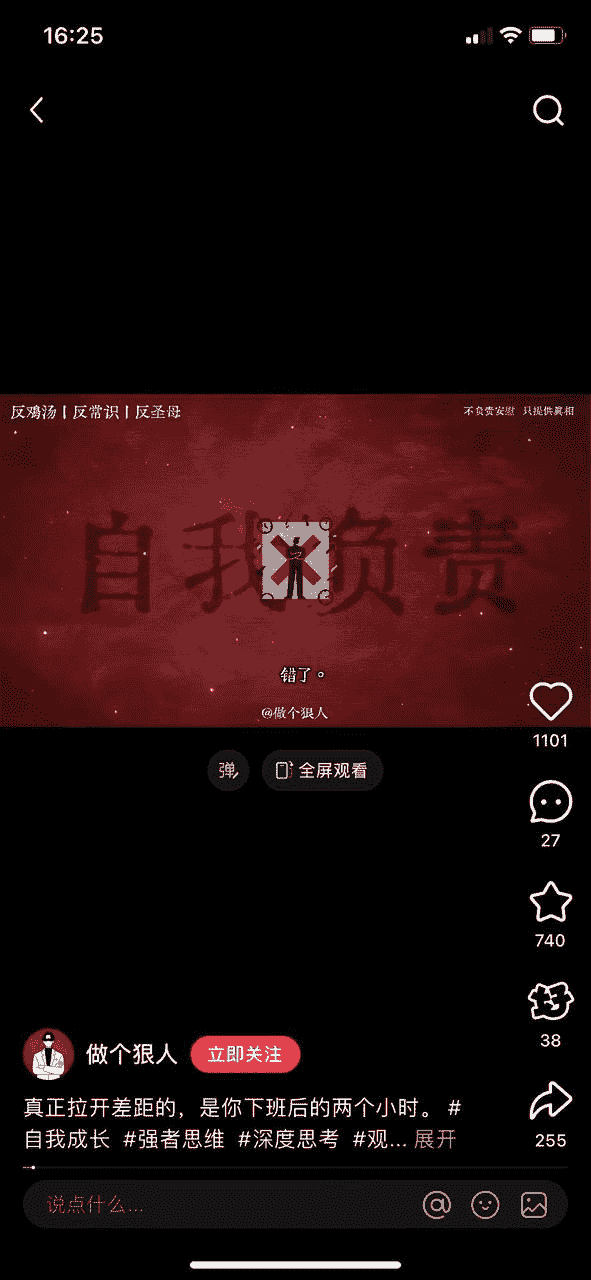 16:25
反鸡汤丨反常识丨反圣母
不负责安慰 只提供真相
自我负责
错了。
@做个狠人
弹
全屏观看
1101
27
740
38
255
做个狠人
立即关注
真正拉开差距的，是你下班后的两个小时。 #
自我成长 #强者思维 #深度思考 #观... 展开
说点什么...